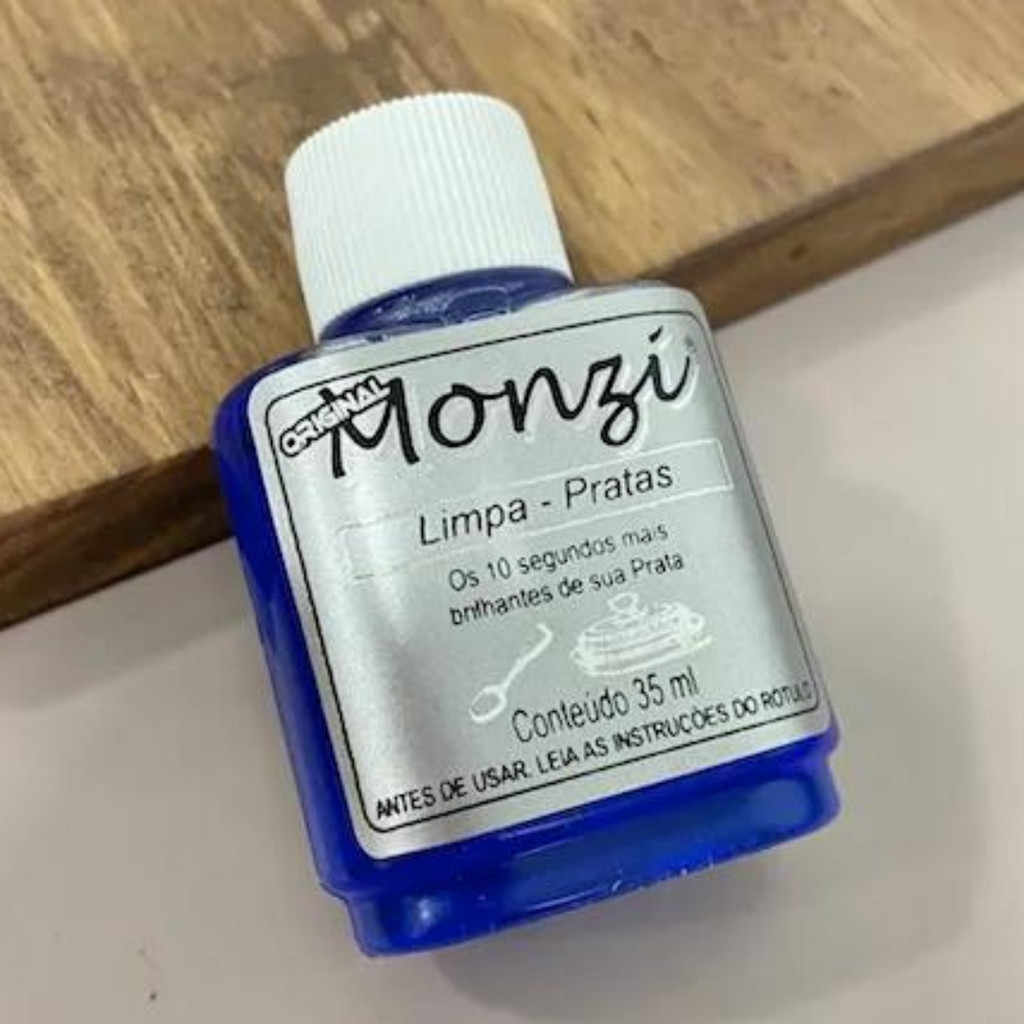 ORIGINAL
Monzi
Limpa - Pratas
Os 10 segundos mais
brilhantes de sua Prata
Conteúdo 35 ml
ANTES DE USAR. LEIA AS INSTRUÇÕES DO RÓTULO